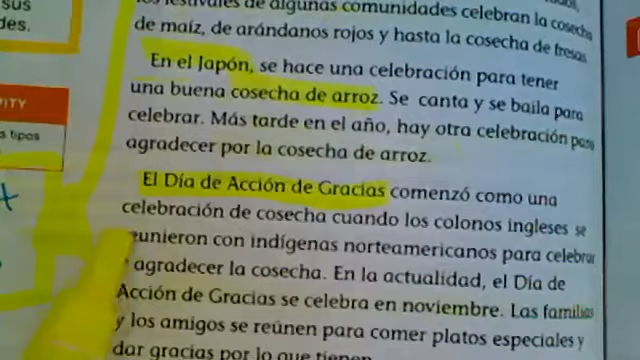 sus
des.
los festivales de algunas comunidades celebran la cosecha
de maíz, de arándanos rojos y hasta la cosecha de fresas
En el Japón, se hace una celebración para tener
una buena cosecha de arroz. Se canta y se baila para
celebrar. Más tarde en el año, hay otra celebración para
agradecer por la cosecha de arroz.
ITY
s tipos
El Día de Acción de Gracias comenzó como una
celebración de cosecha cuando los colonos ingleses se
reunieron con indígenas norteamericanos para celebrar
agradecer la cosecha. En la actualidad, el Día de
Acción de Gracias se celebra en noviembre. Las familias
y los amigos se reúnen para comer platos especiales y
dar gracias por lo que tienen